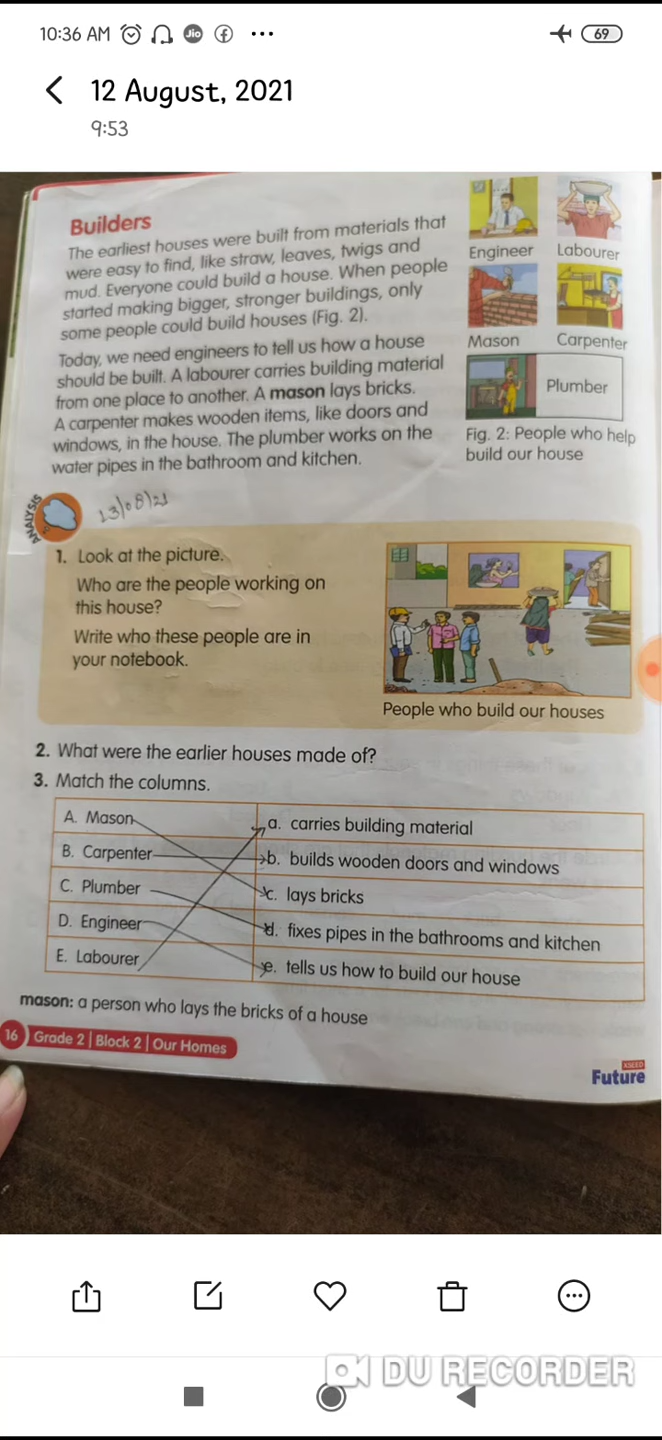 10:36 AM Jio f ...
69
12 August, 2021
9:53
Builders
The earliest houses were built from materials that
were easy to find, like straw, leaves, twigs and
mud. Everyone could build a house. When people
started making bigger, stronger buildings, only
some people could build houses (Fig. 2).
Today, we need engineers to tell us how a house
should be built. A labourer carries building material
from one place to another. A mason lays bricks.
A carpenter makes wooden items, like doors and
windows, in the house. The plumber works on the
water pipes in the bathroom and kitchen.
Engineer Labourer
Mason Carpenter
Plumber
Fig. 2: People who help
build our house
ANALYSIS
13/08/21
1. Look at the picture.
Who are the people working on
this house?
Write who these people are in
your notebook.
People who build our houses
2. What were the earlier houses made of?
3. Match the columns.
A. Mason a. carries building material
B. Carpenter b. builds wooden doors and windows
C. Plumber c. lays bricks
D. Engineer d. fixes pipes in the bathrooms and kitchen
E. Labourer e. tells us how to build our house
mason: a person who lays the bricks of a house
16 Grade 2 | Block 2 | Our Homes
XSEED
Future
DU RECORDER